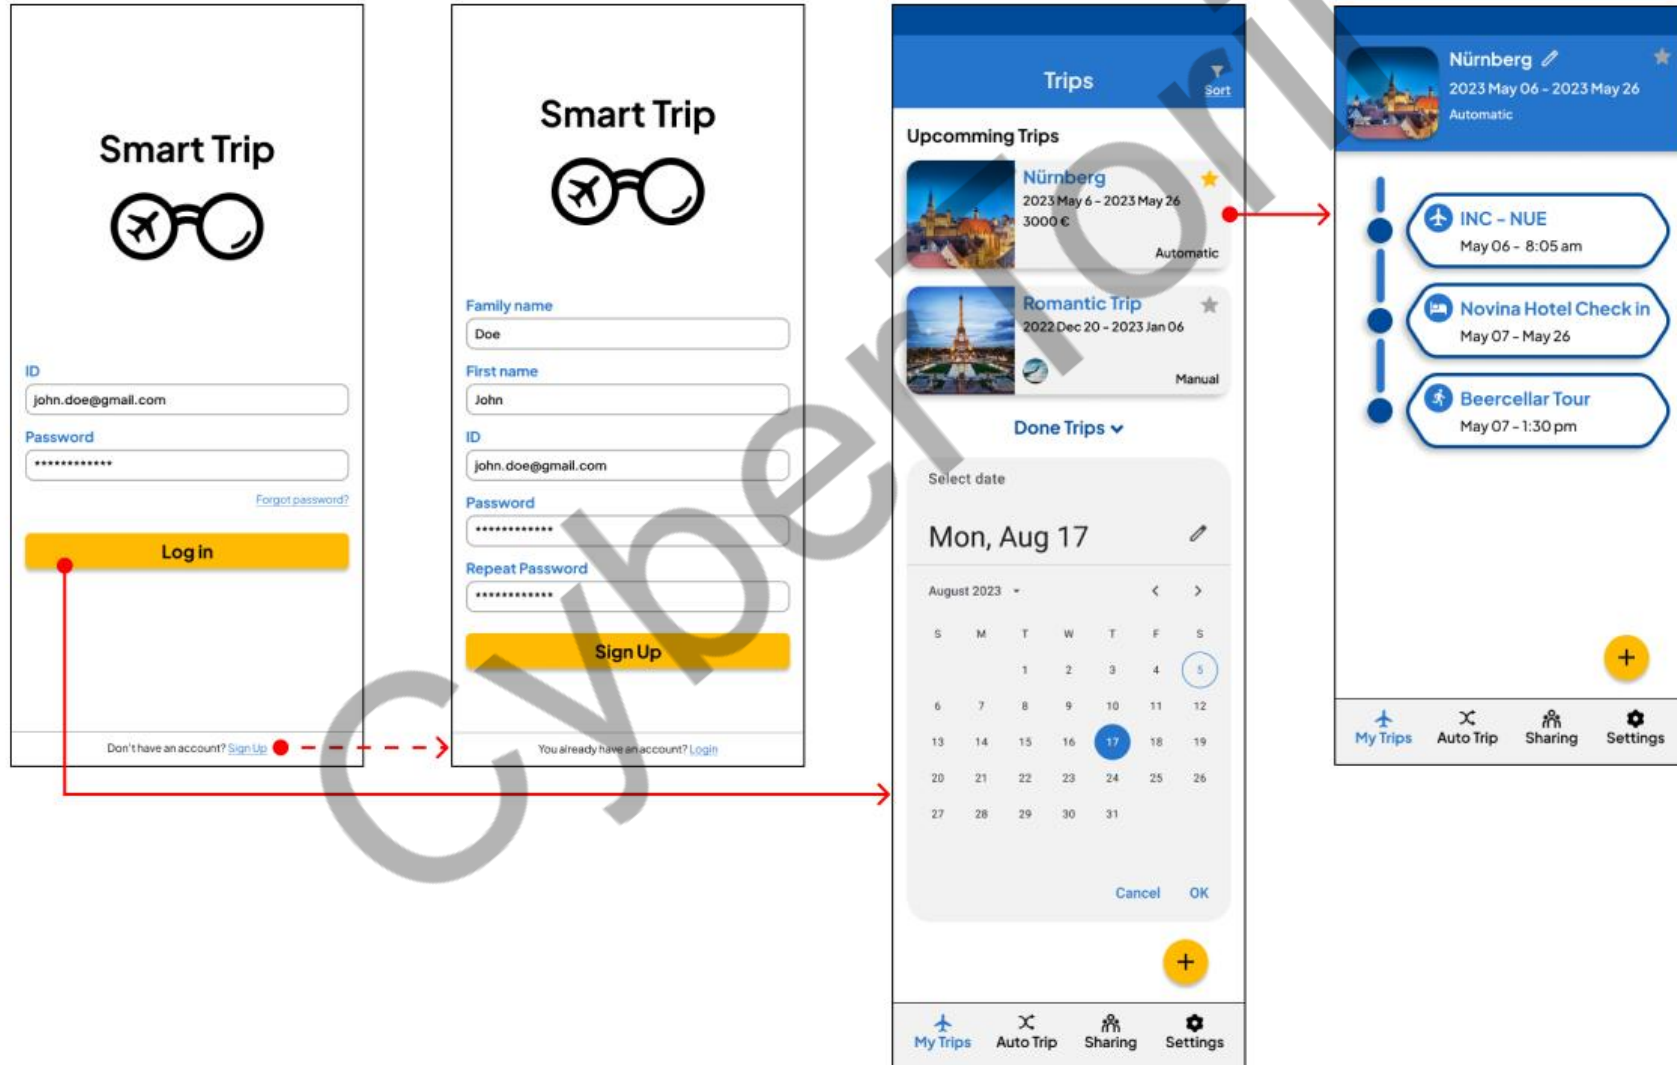 Smart Trip
ID
john.doe@gmail.com
Password
************
Forgot password?
Log in
Don't have an account? Sign Up
Smart Trip
Family name
Doe
First name
John
ID
john.doe@gmail.com
Password
************
Repeat Password
************
Sign Up
You already have an account? Login
Trips
Sort
Upcomming Trips
Nürnberg
2023 May 6 - 2023 May 26
3000 €
Automatic
Romantic Trip
2022 Dec 20 - 2023 Jan 06
Manual
Done Trips
Select date
Mon, Aug 17
August 2023
S M T W T F S
1 2 3 4 5
6 7 8 9 10 11 12
13 14 15 16 17 18 19
20 21 22 23 24 25 26
27 28 29 30 31
Cancel OK
My Trips Auto Trip Sharing Settings
Nürnberg
2023 May 06 - 2023 May 26
Automatic
INC - NUE
May 06 - 8:05 am
Novina Hotel Check in
May 07 - May 26
Beercellar Tour
May 07 - 1:30 pm
My Trips Auto Trip Sharing Settings